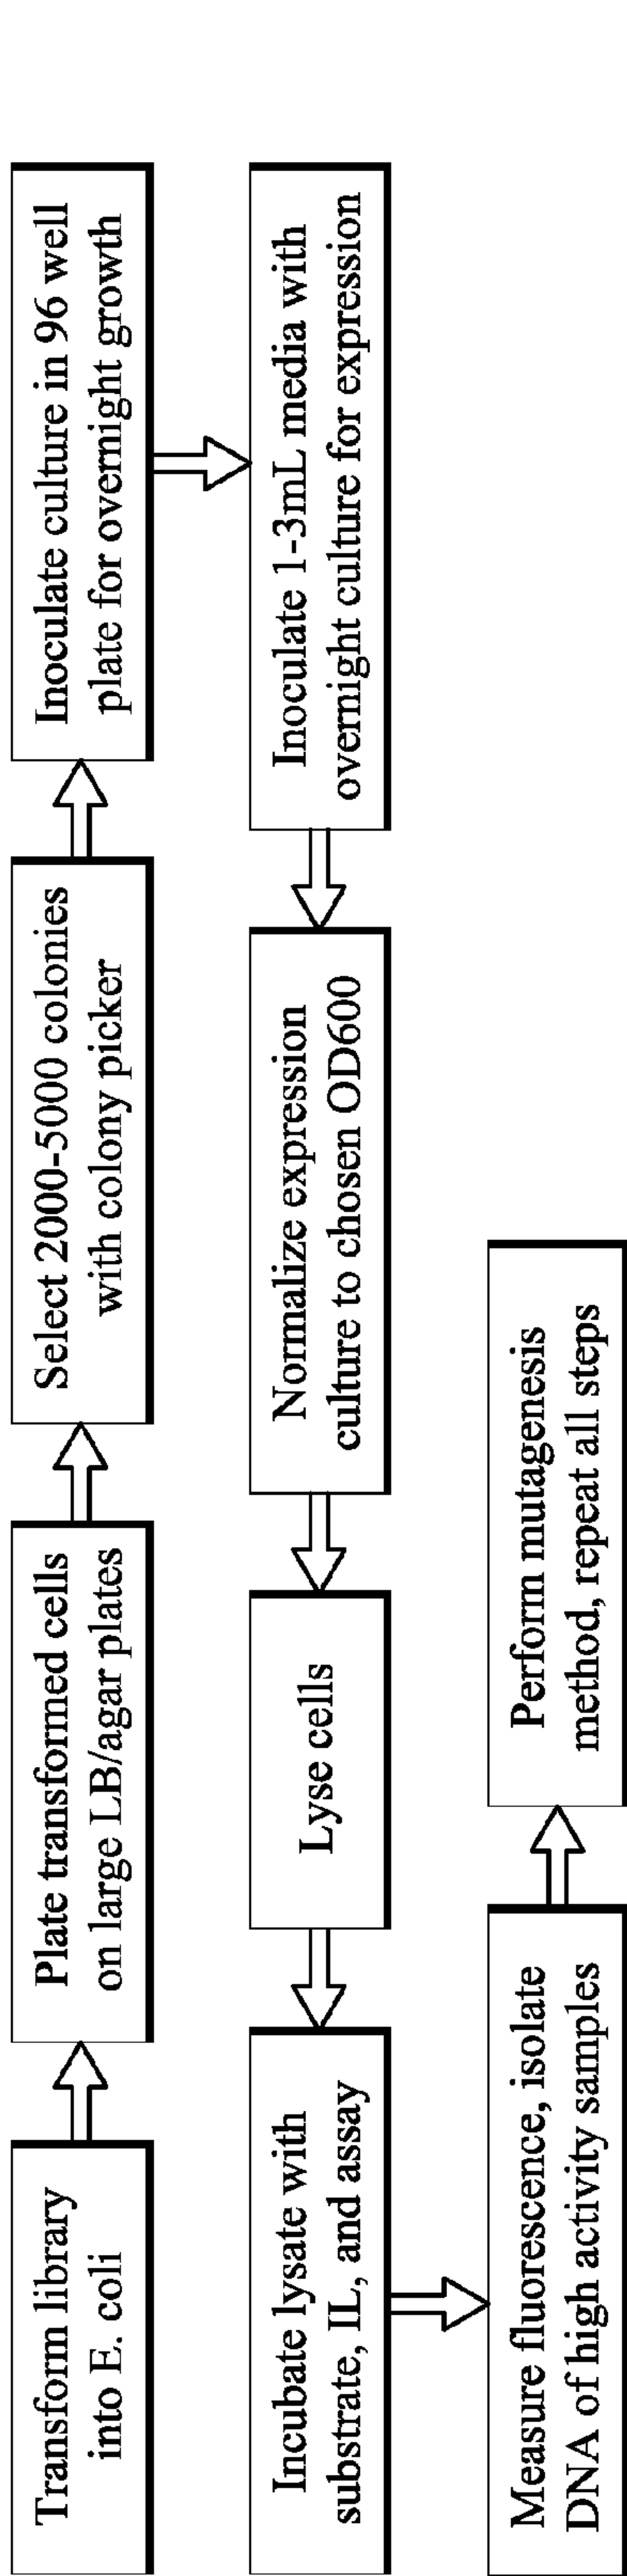 Transform library
into E. coli
Plate transformed cells
on large LB/agar plates
Select 2000-5000 colonies
with colony picker
Inoculate culture in 96 well
plate for overnight growth
Inoculate 1-3mL media with
overnight culture for expression
Normalize expression
culture to chosen OD600
Lyse cells
Incubate lysate with
substrate, IL, and assay
Measure fluorescence, isolate
DNA of high activity samples
Perform mutagenesis
method, repeat all steps